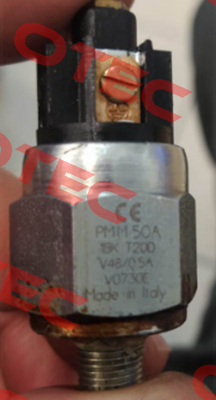 OTEC
OTEC
CE
PMM 50A
18K T200
V48/0,5A
V0730E
Made in Italy